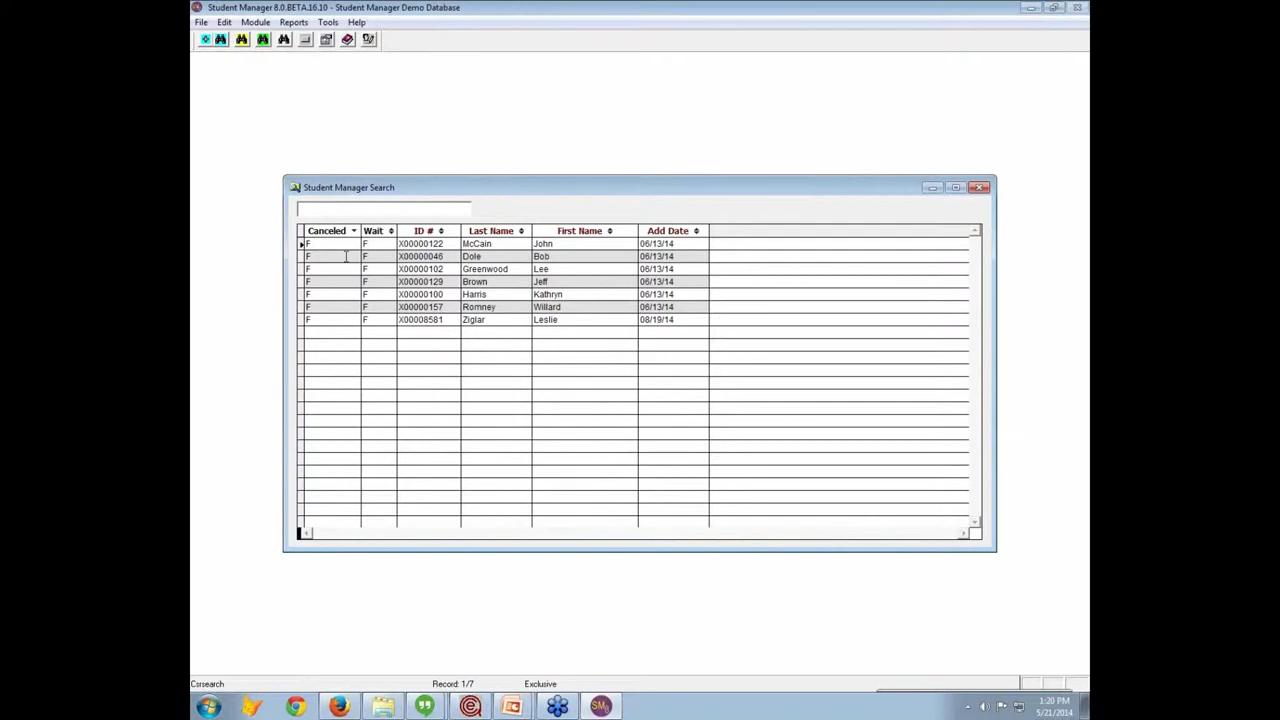 Student Manager 8.0.BETA.16.10 - Student Manager Demo Database
File Edit Module Reports Tools Help
Student Manager Search
Canceled Wait ID # Last Name First Name Add Date
F F X00000122 McCain John 06/13/14
F F X00000046 Dole Bob 06/13/14
F F X00000102 Greenwood Lee 06/13/14
F F X00000129 Brown Jeff 06/13/14
F F X00000100 Harris Kathryn 06/13/14
F F X00000157 Romney Willard 06/13/14
F F X00008581 Ziglar Leslie 08/19/14
Csrsearch Record: 1/7 Exclusive
SM8
1:20 PM
5/21/2014